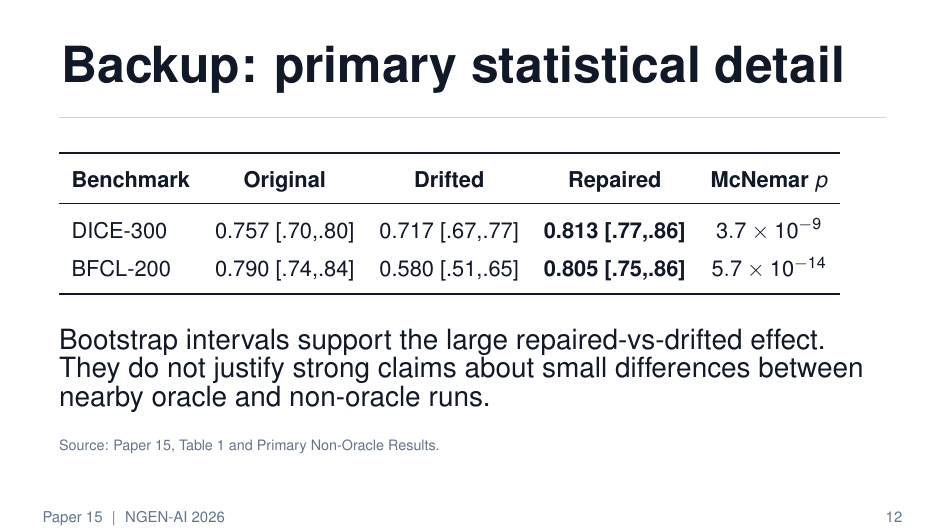 Backup: primary statistical detail
Benchmark Original Drifted Repaired McNemar p
DICE-300 0.757 [.70,.80] 0.717 [.67,.77] 0.813 [.77,.86] 3.7 × 10⁻⁹
BFCL-200 0.790 [.74,.84] 0.580 [.51,.65] 0.805 [.75,.86] 5.7 × 10⁻¹⁴
Bootstrap intervals support the large repaired-vs-drifted effect.
They do not justify strong claims about small differences between
nearby oracle and non-oracle runs.
Source: Paper 15, Table 1 and Primary Non-Oracle Results.
Paper 15 | NGEN-AI 2026 12